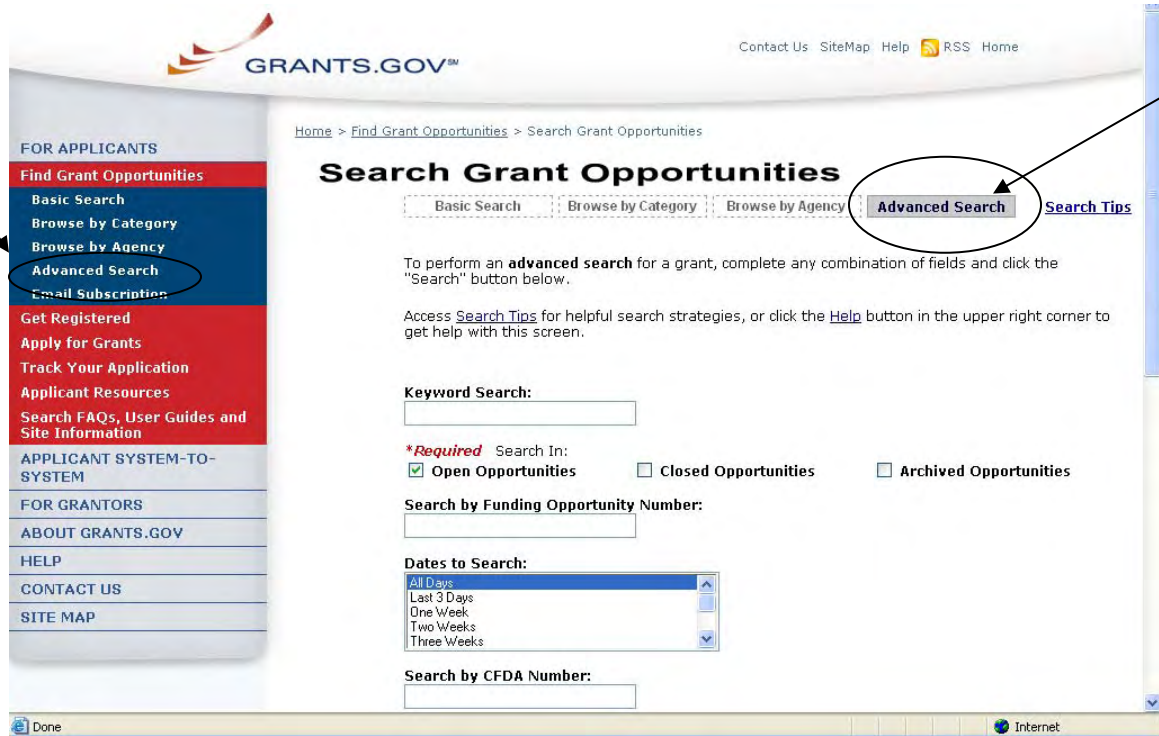 GRANTS.GOV℠
Contact Us SiteMap Help RSS Home
FOR APPLICANTS
Find Grant Opportunities
Basic Search
Browse by Category
Browse by Agency
Advanced Search
Email Subscription
Get Registered
Apply for Grants
Track Your Application
Applicant Resources
Search FAQs, User Guides and
Site Information
APPLICANT SYSTEM-TO-
SYSTEM
FOR GRANTORS
ABOUT GRANTS.GOV
HELP
CONTACT US
SITE MAP
Home > Find Grant Opportunities > Search Grant Opportunities
Search Grant Opportunities
Basic Search Browse by Category Browse by Agency Advanced Search Search Tips
To perform an advanced search for a grant, complete any combination of fields and click the
"Search" button below.
Access Search Tips for helpful search strategies, or click the Help button in the upper right corner to
get help with this screen.
Keyword Search:
*Required Search In:
Open Opportunities Closed Opportunities Archived Opportunities
Search by Funding Opportunity Number:
Dates to Search:
All Days
Last 3 Days
One Week
Two Weeks
Three Weeks
Search by CFDA Number:
Done Internet